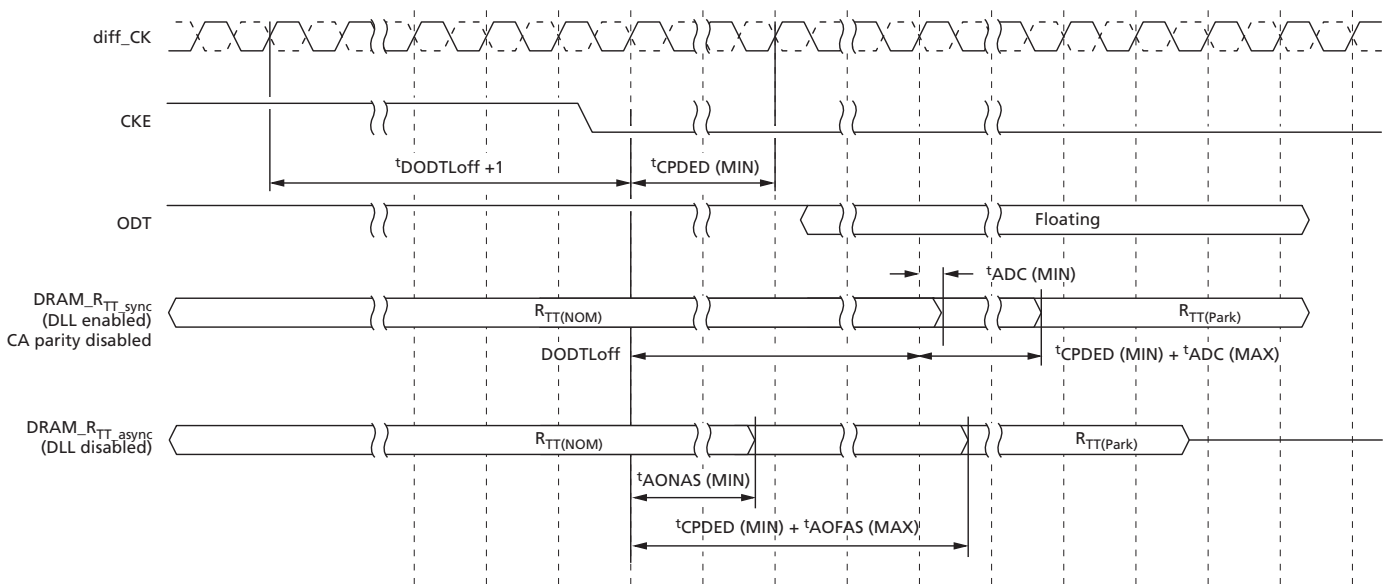 diff_CK
CKE
tDODTLoff +1
tCPDED (MIN)
ODT
Floating
tADC (MIN)
DRAM_RTT_sync
(DLL enabled)
CA parity disabled
RTT(NOM)
RTT(Park)
DODTLoff
tCPDED (MIN) + tADC (MAX)
DRAM_RTT_async
(DLL disabled)
RTT(NOM)
RTT(Park)
tAONAS (MIN)
tCPDED (MIN) + tAOFAS (MAX)